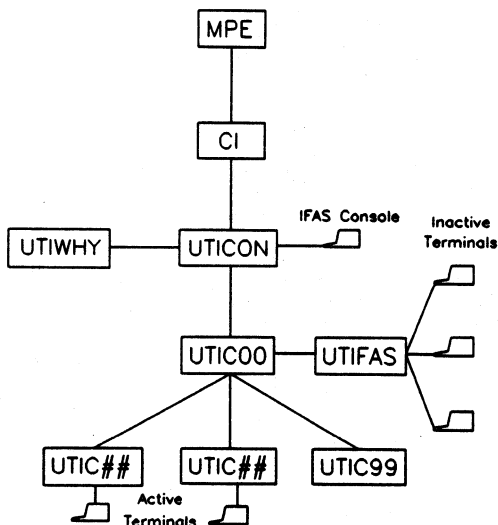 MPE
CI
IFAS Console
Inactive
Terminals
UTIWHY
UTICON
UTIC00
UTIFAS
UTIC##
UTIC##
UTIC99
Active
Terminals